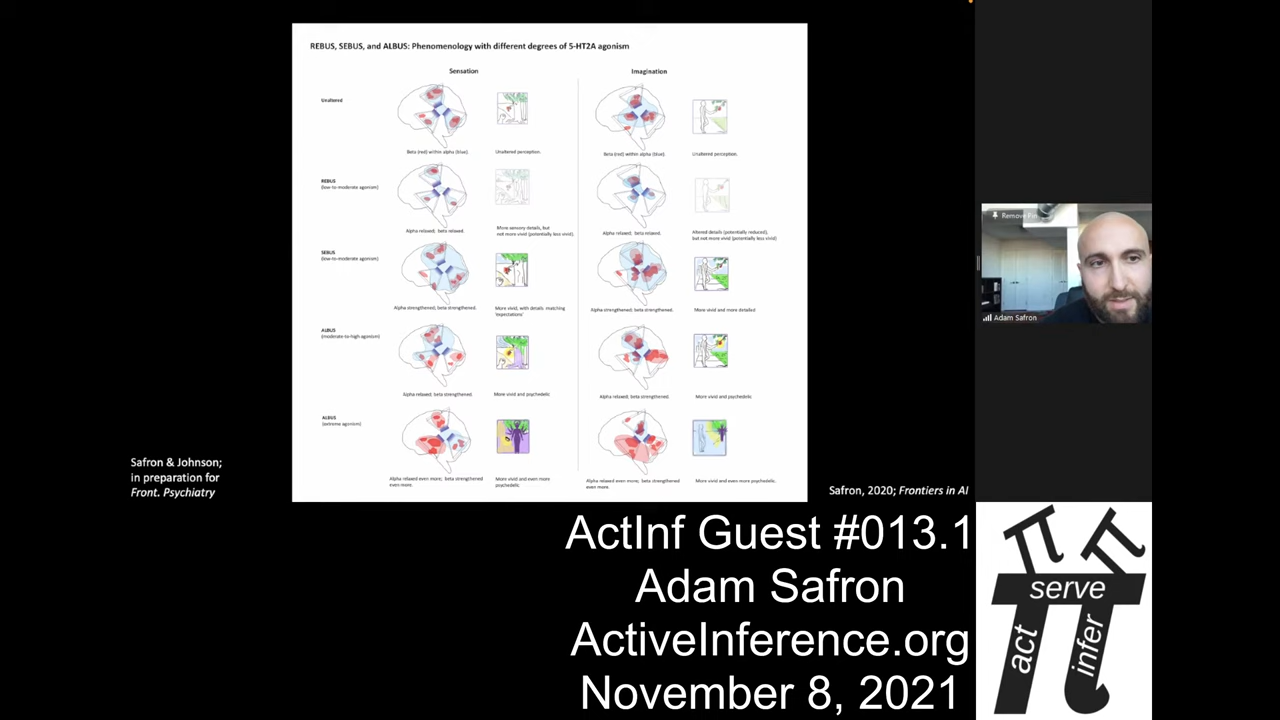 REBUS, SEBUS, and ALBUS: Phenomenology with different degrees of 5-HT2A agonism
Sensation
Imagination
Unaltered
Beta (red) within alpha (blue).
Unaltered perception.
Beta (red) within alpha (blue).
Unaltered perception.
REBUS
(low-to-moderate agonism)
Alpha relaxed; beta relaxed.
More sensory details, but
not more vivid (potentially less vivid).
Alpha relaxed; beta relaxed.
Altered details (potentially reduced),
but not more vivid (potentially less vivid)
SEBUS
(low-to-moderate agonism)
Alpha strengthened; beta strengthened.
More vivid, with details matching
'expectations'
Alpha strengthened; beta strengthened.
More vivid and more detailed
ALBUS
(moderate-to-high agonism)
Alpha relaxed; beta strengthened.
More vivid and psychedelic
Alpha relaxed; beta strengthened.
More vivid and psychedelic
ALBUS
(extreme agonism)
Alpha relaxed even more; beta strengthened
even more.
More vivid and even more
psychedelic.
Alpha relaxed even more; beta strengthened
even more.
More vivid and even more psychedelic.
Safron & Johnson;
in preparation for
Front. Psychiatry
Safron, 2020; Frontiers in AI
Remove Pin
Adam Safron
ActInf Guest #013.1
Adam Safron
ActiveInference.org
November 8, 2021
act
serve
infer